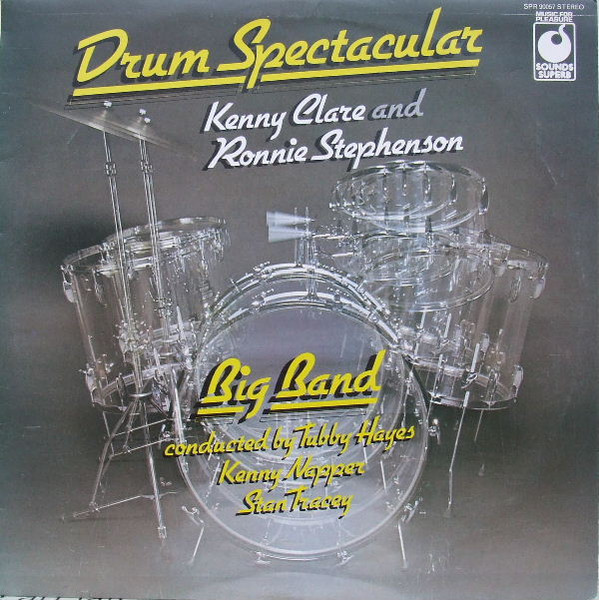 SPR 90057 STEREO
MUSIC FOR
PLEASURE
SOUNDS
SUPERB
Drum Spectacular
Kenny Clare and
Ronnie Stephenson
Big Band
conducted by Tubby Hayes
Kenny Napper
Stan Tracey